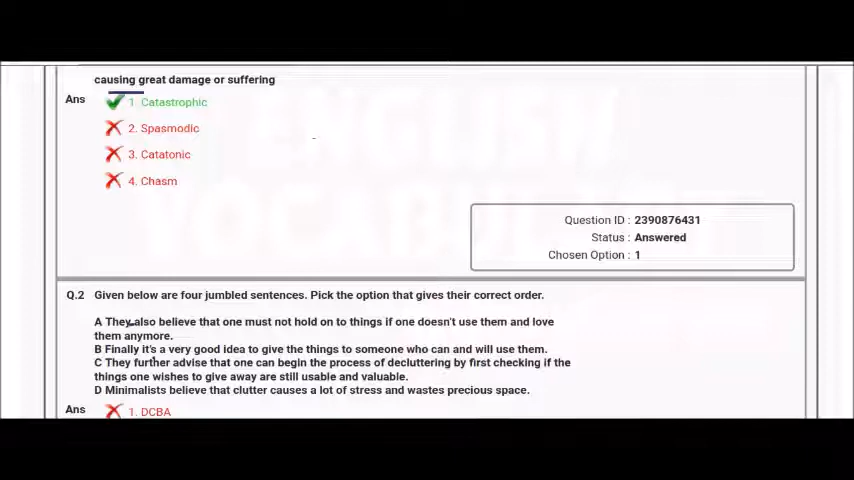 causing great damage or suffering
Ans 1. Catastrophic
2. Spasmodic
3. Catatonic
4. Chasm
Question ID : 2390876431
Status : Answered
Chosen Option : 1
Q.2 Given below are four jumbled sentences. Pick the option that gives their correct order.
A They also believe that one must not hold on to things if one doesn't use them and love
them anymore.
B Finally it's a very good idea to give the things to someone who can and will use them.
C They further advise that one can begin the process of decluttering by first checking if the
things one wishes to give away are still usable and valuable.
D Minimalists believe that clutter causes a lot of stress and wastes precious space.
Ans 1. DCBA
ENGLISH
VOCABULARY